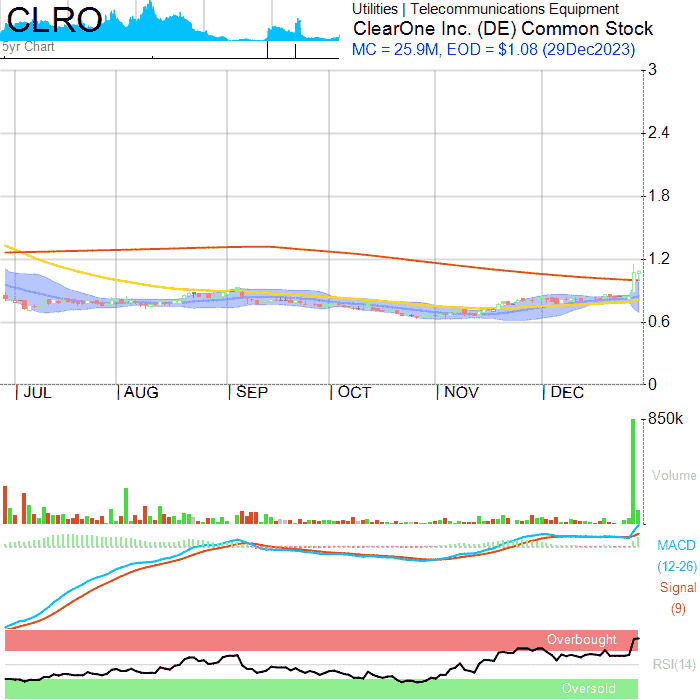 CLRO
5yr Chart
Utilities | Telecommunications Equipment
ClearOne Inc. (DE) Common Stock
MC = 25.9M, EOD = $1.08 (29Dec2023)
3
2.4
1.8
1.2
0.6
0
| JUL | AUG | SEP | OCT | NOV | DEC
850k
Volume
MACD
(12-26)
Signal
(9)
Overbought
RSI(14)
Oversold